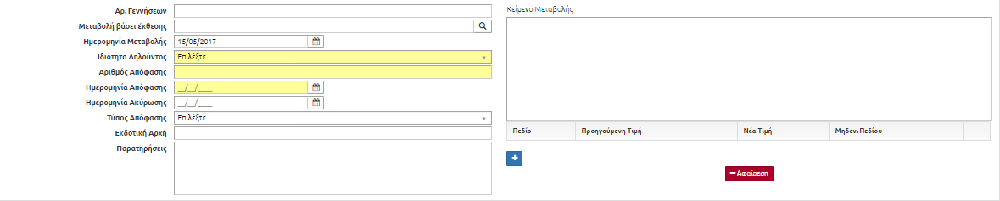 Αρ. Γεννήσεων
Μεταβολή βάσει έκθεσης
Ημερομηνία Μεταβολής 15/05/2017
Ιδιότητα Δηλούντος Επιλέξτε...
Αριθμός Απόφασης
Ημερομηνία Απόφασης __/__/____
Ημερομηνία Ακύρωσης __/__/____
Τύπος Απόφασης Επιλέξτε...
Εκδοτική Αρχή
Παρατηρήσεις
Κείμενο Μεταβολής
Πεδίο Προηγούμενη Τιμή Νέα Τιμή Μηδεν. Πεδίου
Αφαίρεση